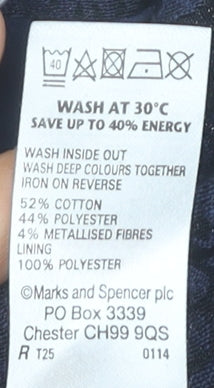 40
WASH AT 30°C
SAVE UP TO 40% ENERGY
WASH INSIDE OUT
WASH DEEP COLOURS TOGETHER
IRON ON REVERSE
52% COTTON
44% POLYESTER
4% METALLISED FIBRES
LINING
100% POLYESTER
©Marks and Spencer plc
PO Box 3339
Chester CH99 9QS
R T25 0114